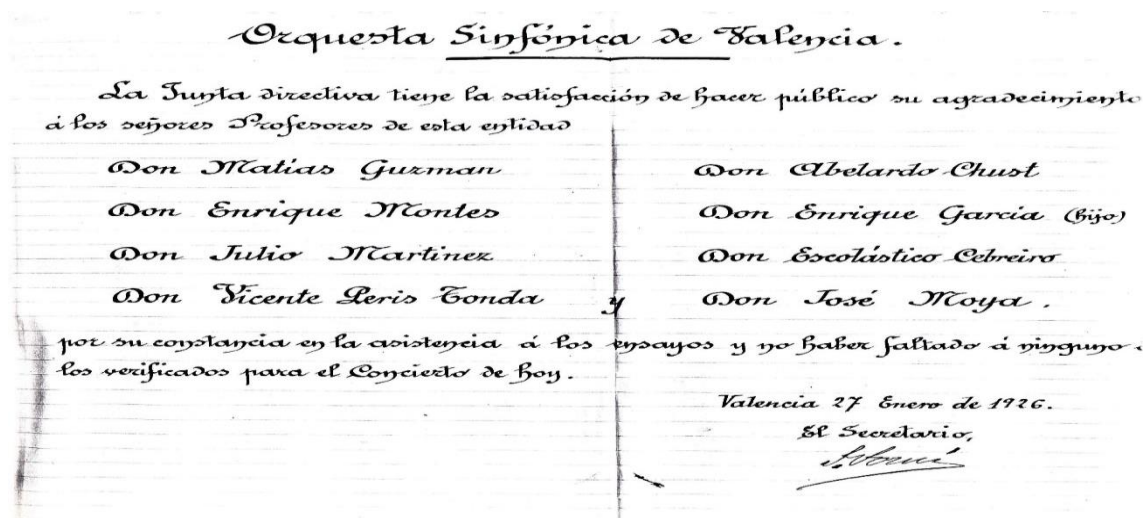 Orquesta Sinfónica de Valencia.
La Junta directiva tiene la satisfacción de hacer público su agradecimiento
á los señores Profesores de esta entidad
Don Matías Guzman Don Abelardo Chust
Don Enrique Montes Don Enrique García (hijo)
Don Julio Martinez Don Escolástico Cebreiro
Don Vicente Peris Tonda y Don José Moya.
por su constancia en la asistencia á los ensayos y no haber faltado á ninguno
los verificados para el Concierto de hoy.
Valencia 27 Enero de 1926.
El Secretario,